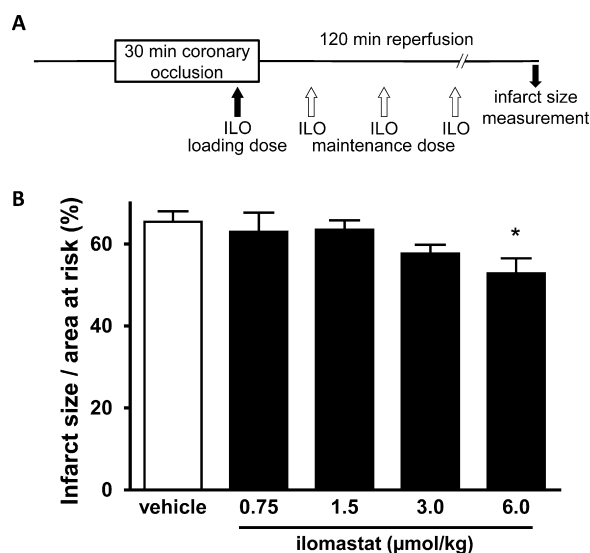 A
30 min coronary
occlusion
120 min reperfusion
ILO
loading dose
ILO ILO ILO
maintenance dose
infarct size
measurement
B
Infarct size / area at risk (%)
60
40
20
0
*
vehicle 0.75 1.5 3.0 6.0
ilomastat (µmol/kg)